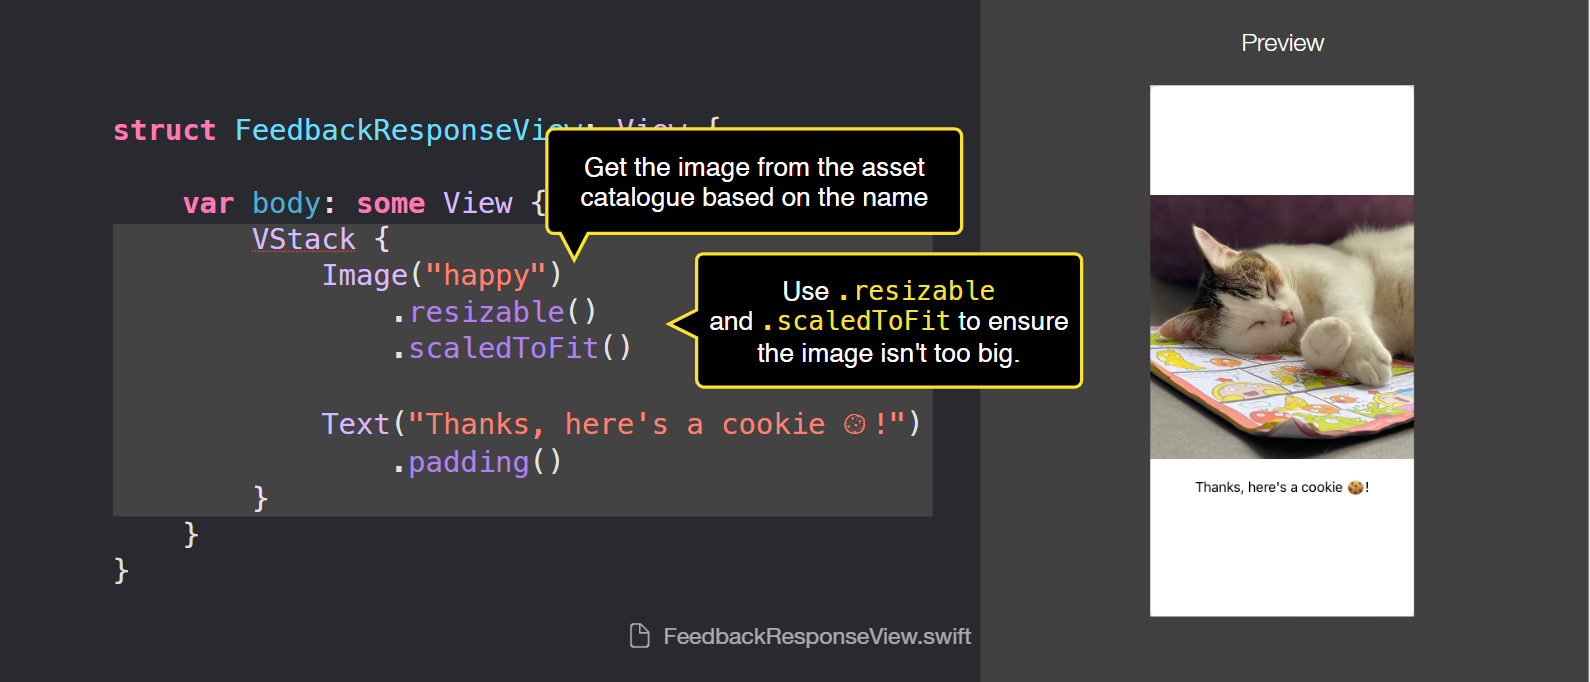 Preview
struct FeedbackResponseView: View {
var body: some View {
Get the image from the asset
catalogue based on the name
VStack {
Image("happy")
.resizable()
.scaledToFit()
Use .resizable
and .scaledToFit to ensure
the image isn't too big.
Text("Thanks, here's a cookie 🍪!")
.padding()
}
}
}
Thanks, here's a cookie 🍪!
FeedbackResponseView.swift